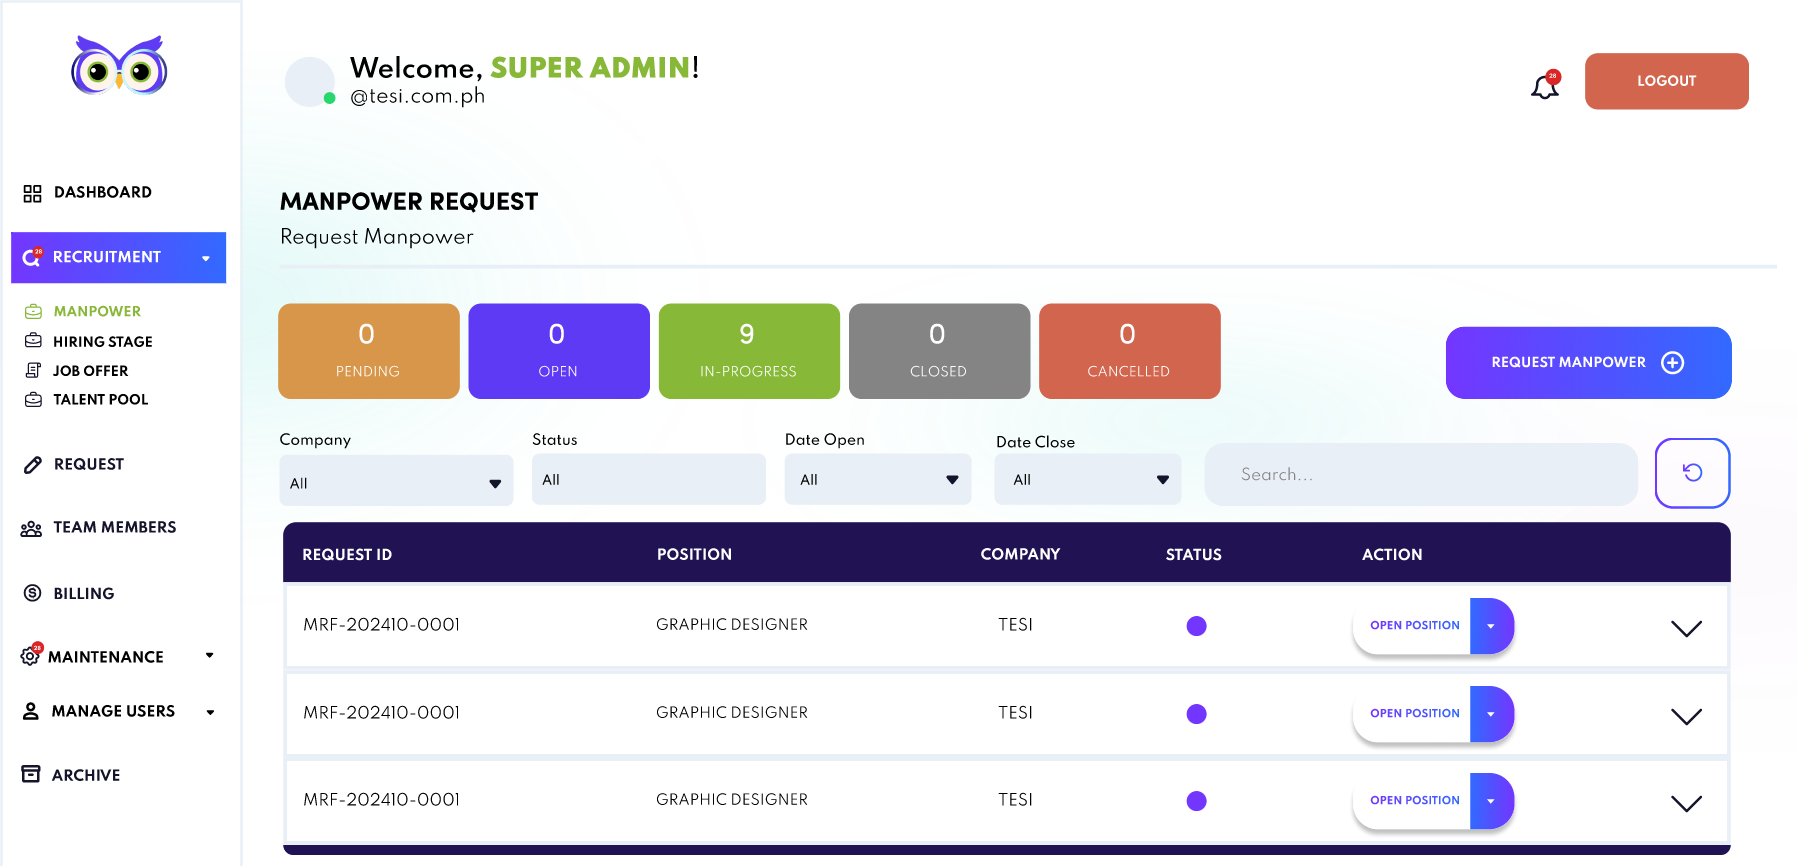 Welcome, SUPER ADMIN!
@tesi.com.ph
28
LOGOUT
DASHBOARD
28
RECRUITMENT
MANPOWER
HIRING STAGE
JOB OFFER
TALENT POOL
REQUEST
TEAM MEMBERS
BILLING
28
MAINTENANCE
MANAGE USERS
ARCHIVE
MANPOWER REQUEST
Request Manpower
0
PENDING
0
OPEN
9
IN-PROGRESS
0
CLOSED
0
CANCELLED
REQUEST MANPOWER
Company
All
Status
All
Date Open
All
Date Close
All
Search...
REQUEST ID POSITION COMPANY STATUS ACTION
MRF-202410-0001 GRAPHIC DESIGNER TESI OPEN POSITION
MRF-202410-0001 GRAPHIC DESIGNER TESI OPEN POSITION
MRF-202410-0001 GRAPHIC DESIGNER TESI OPEN POSITION